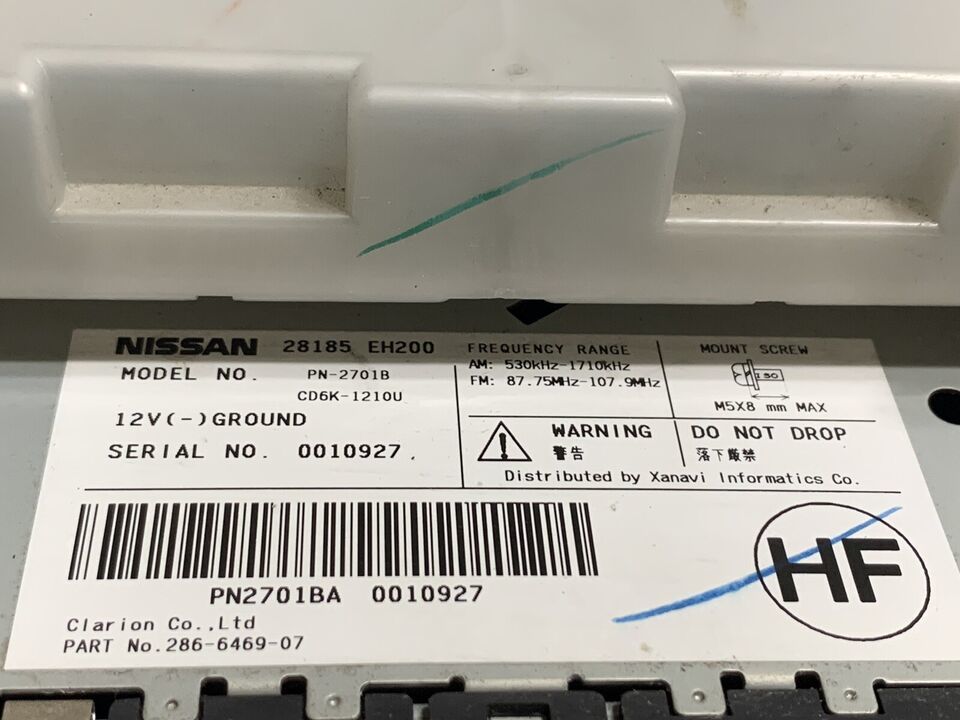 NISSAN 28185 EH200
MODEL NO. PN-2701B
CD6K-1210U
12V(-)GROUND
SERIAL NO. 0010927
FREQUENCY RANGE
AM: 530kHz-1710kHz
FM: 87.75MHz-107.9MHz
MOUNT SCREW
ISO
M5X8 mm MAX
WARNING
警告
DO NOT DROP
落下厳禁
Distributed by Xanavi Informatics Co.
PN2701BA 0010927
Clarion Co.,Ltd
PART No.286-6469-07
HF